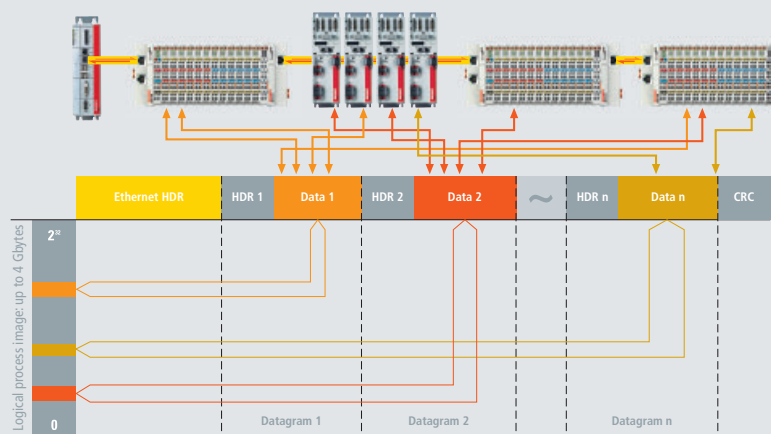 Ethernet HDR
HDR 1
Data 1
HDR 2
Data 2
~
HDR n
Data n
CRC
Logical process image: up to 4 Gbytes
2³²
0
Datagram 1
Datagram 2
Datagram n